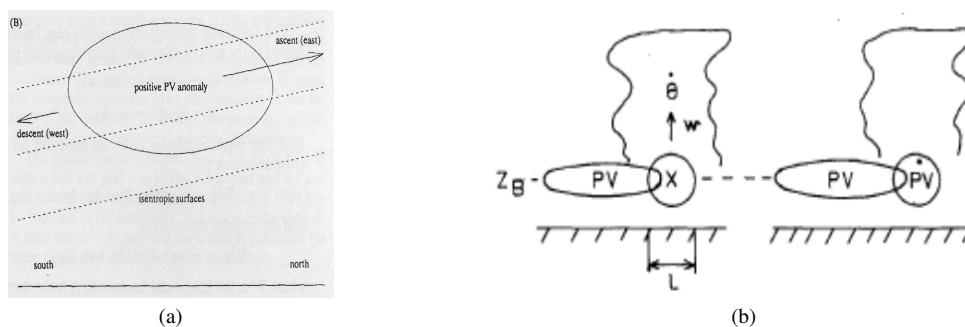 (B)
ascent (east)
positive PV anomaly
descent (west)
isentropic surfaces
south
north
(a)
θ̇
w
Z_B
PV
X
PV
PV
L
(b)